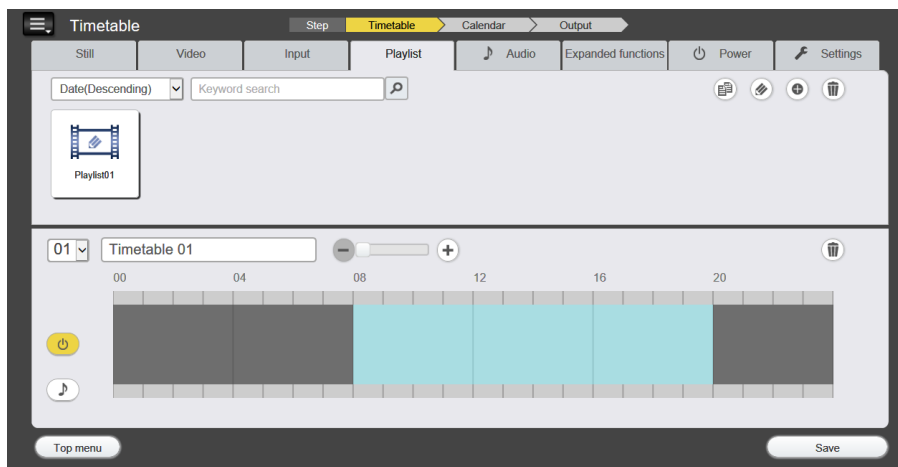 Timetable
Step Timetable Calendar Output
Still Video Input Playlist Audio Expanded functions Power Settings
Date(Descending) Keyword search
Playlist01
01 Timetable 01
00 04 08 12 16 20
Top menu Save